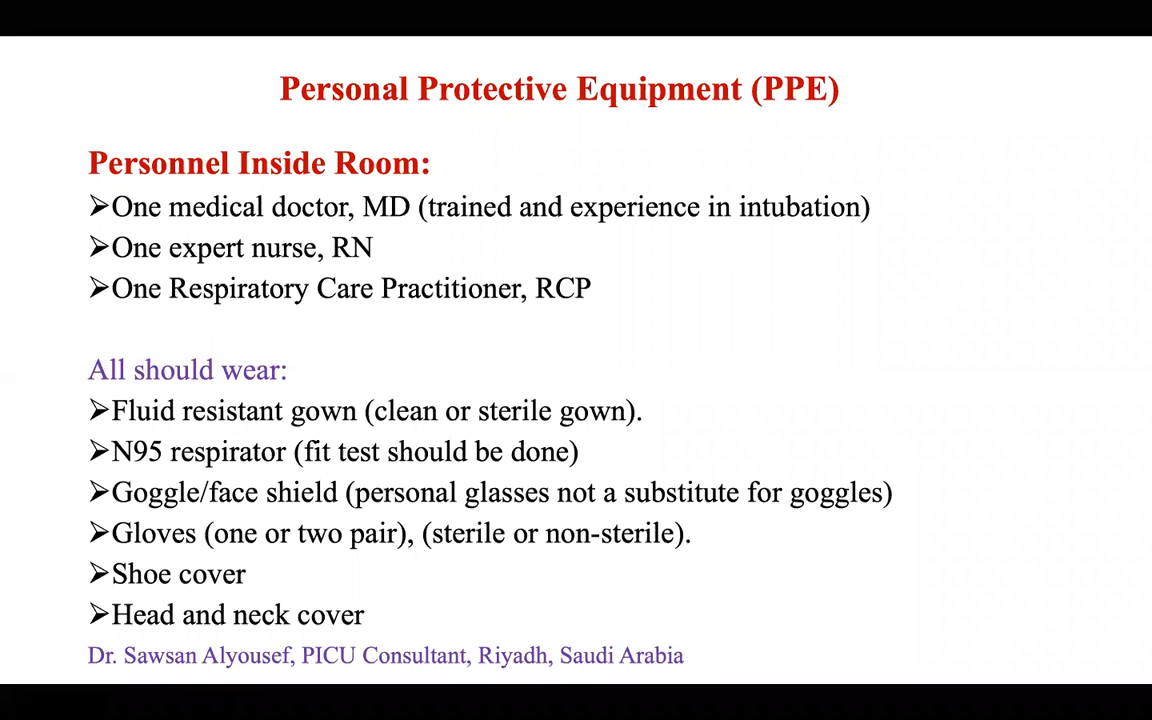 Personal Protective Equipment (PPE)
Personnel Inside Room:
➢One medical doctor, MD (trained and experience in intubation)
➢One expert nurse, RN
➢One Respiratory Care Practitioner, RCP
All should wear:
➢Fluid resistant gown (clean or sterile gown).
➢N95 respirator (fit test should be done)
➢Goggle/face shield (personal glasses not a substitute for goggles)
➢Gloves (one or two pair), (sterile or non-sterile).
➢Shoe cover
➢Head and neck cover
Dr. Sawsan Alyousef, PICU Consultant, Riyadh, Saudi Arabia